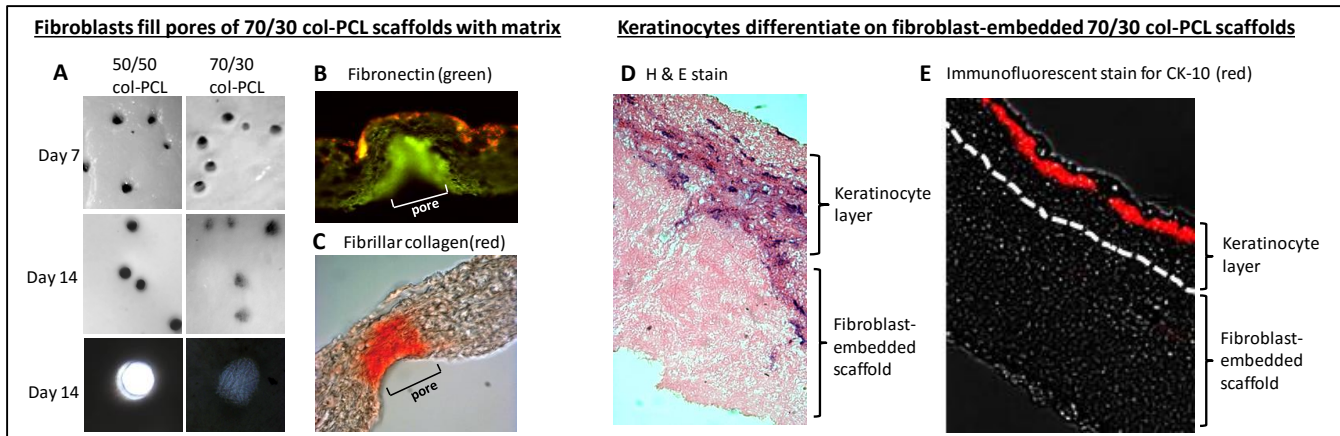 Fibroblasts fill pores of 70/30 col-PCL scaffolds with matrix
A
50/50
col-PCL
70/30
col-PCL
Day 7
Day 14
Day 14
B Fibronectin (green)
pore
C Fibrillar collagen(red)
pore
Keratinocytes differentiate on fibroblast-embedded 70/30 col-PCL scaffolds
D H & E stain
Keratinocyte
layer
Fibroblast-
embedded
scaffold
E Immunofluorescent stain for CK-10 (red)
Keratinocyte
layer
Fibroblast-
embedded
scaffold